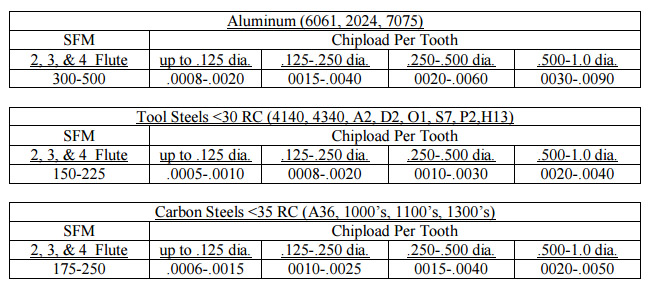 Aluminum (6061, 2024, 7075)
SFM Chipload Per Tooth
2, 3, & 4 Flute up to .125 dia. .125-.250 dia. .250-.500 dia. .500-1.0 dia.
300-500 .0008-.0020 0015-.0040 0020-.0060 0030-.0090
Tool Steels <30 RC (4140, 4340, A2, D2, O1, S7, P2,H13)
SFM Chipload Per Tooth
2, 3, & 4 Flute up to .125 dia. .125-.250 dia. .250-.500 dia. .500-1.0 dia.
150-225 .0005-.0010 0008-.0020 0010-.0030 0020-.0040
Carbon Steels <35 RC (A36, 1000’s, 1100’s, 1300’s)
SFM Chipload Per Tooth
2, 3, & 4 Flute up to .125 dia. .125-.250 dia. .250-.500 dia. .500-1.0 dia.
175-250 .0006-.0015 0010-.0025 0015-.0040 0020-.0050